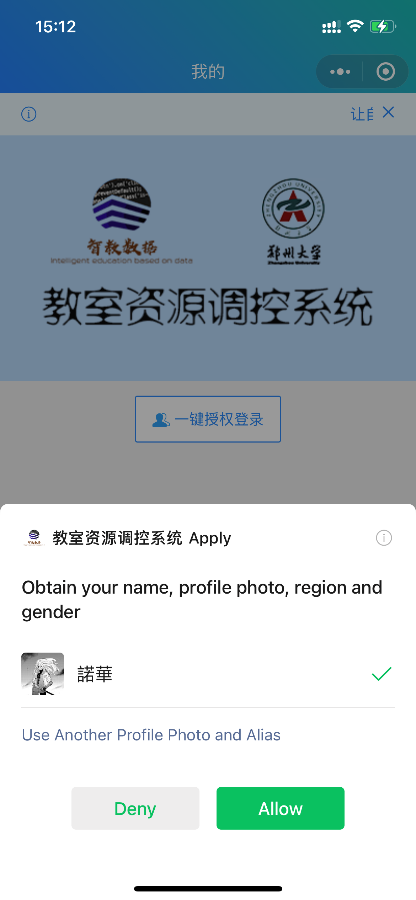 15:12
我的
让
智教数据
intelligent education based on data
ZHENGZHOU UNIVERSITY
郑州大学
Zhengzhou University
教室资源调控系统
一键授权登录
教室资源调控系统 Apply
Obtain your name, profile photo, region and
gender
諾華
Use Another Profile Photo and Alias
Deny
Allow